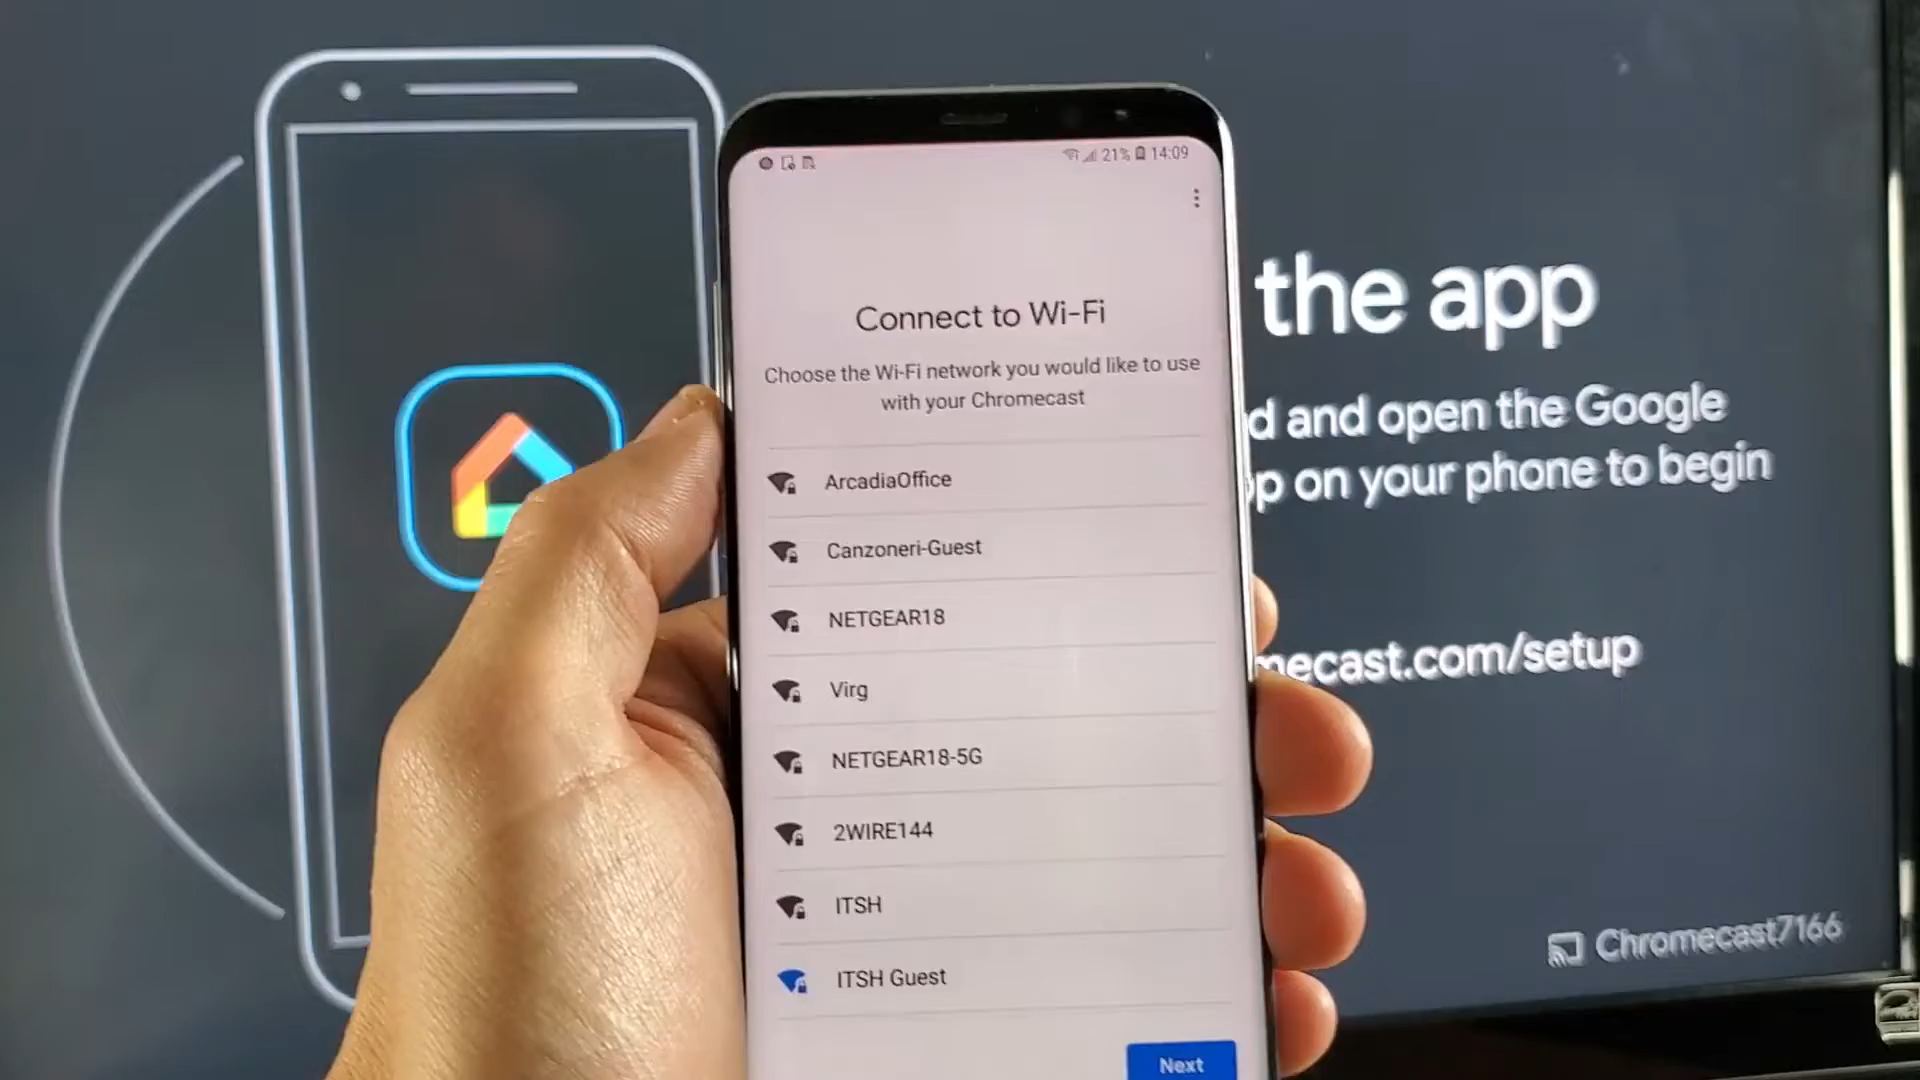 21% 14:09
Connect to Wi-Fi
Choose the Wi-Fi network you would like to use
with your Chromecast
ArcadiaOffice
Canzoneri-Guest
NETGEAR18
Virg
NETGEAR18-5G
2WIRE144
ITSH
ITSH Guest
Next
the app
d and open the Google
p on your phone to begin
mecast.com/setup
Chromecast7166